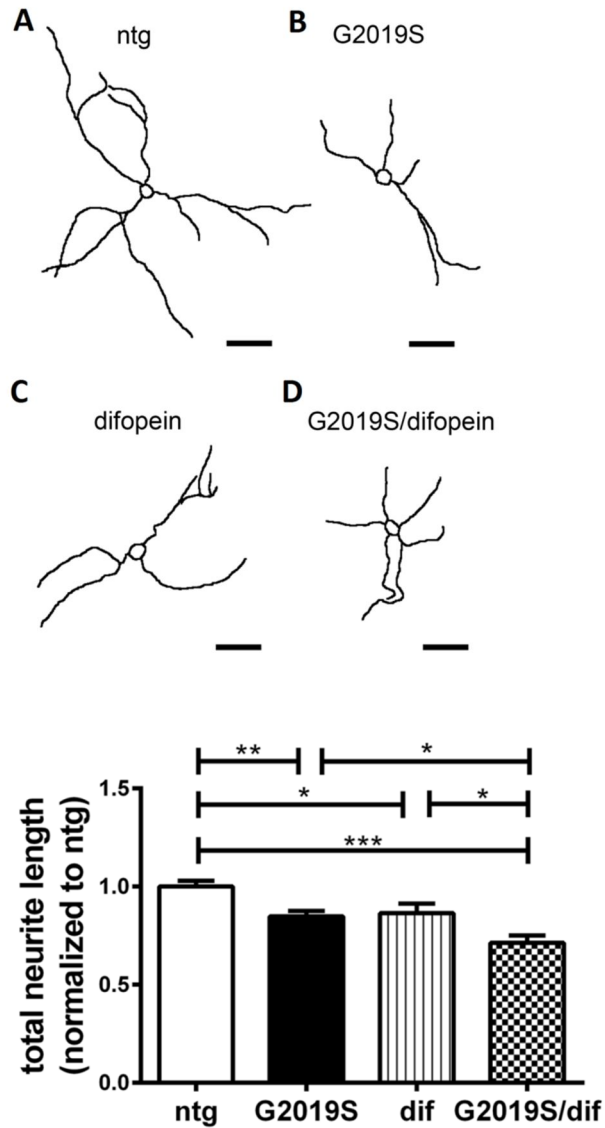 A ntg B G2019S
C difopein D G2019S/difopein
** *
* *
***
total neurite length
(normalized to ntg)
1.5
1.0
0.5
0.0
ntg G2019S dif G2019S/dif